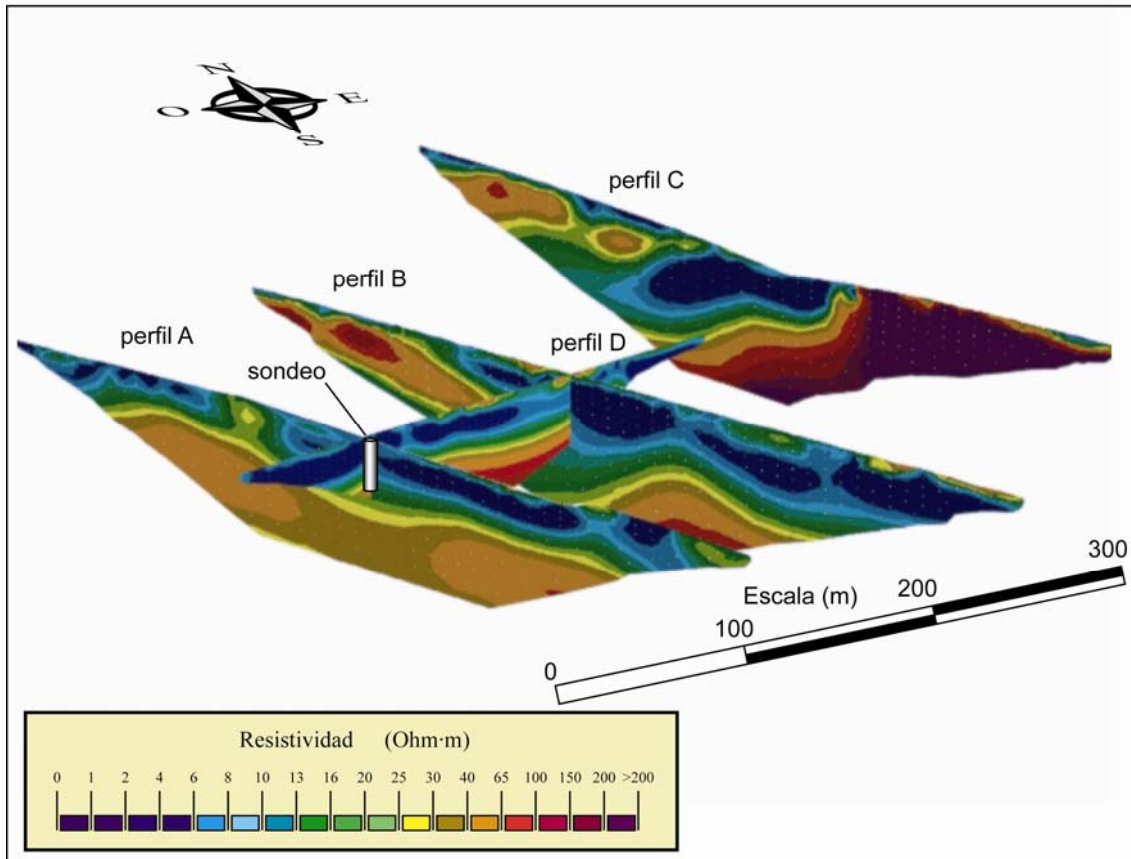 N
O
E
S
perfil C
perfil B
perfil A
perfil D
sondeo
Escala (m)
0
100
200
300
Resistividad (Ohm·m)
0 1 2 4 6 8 10 13 16 20 25 30 40 65 100 150 200 >200